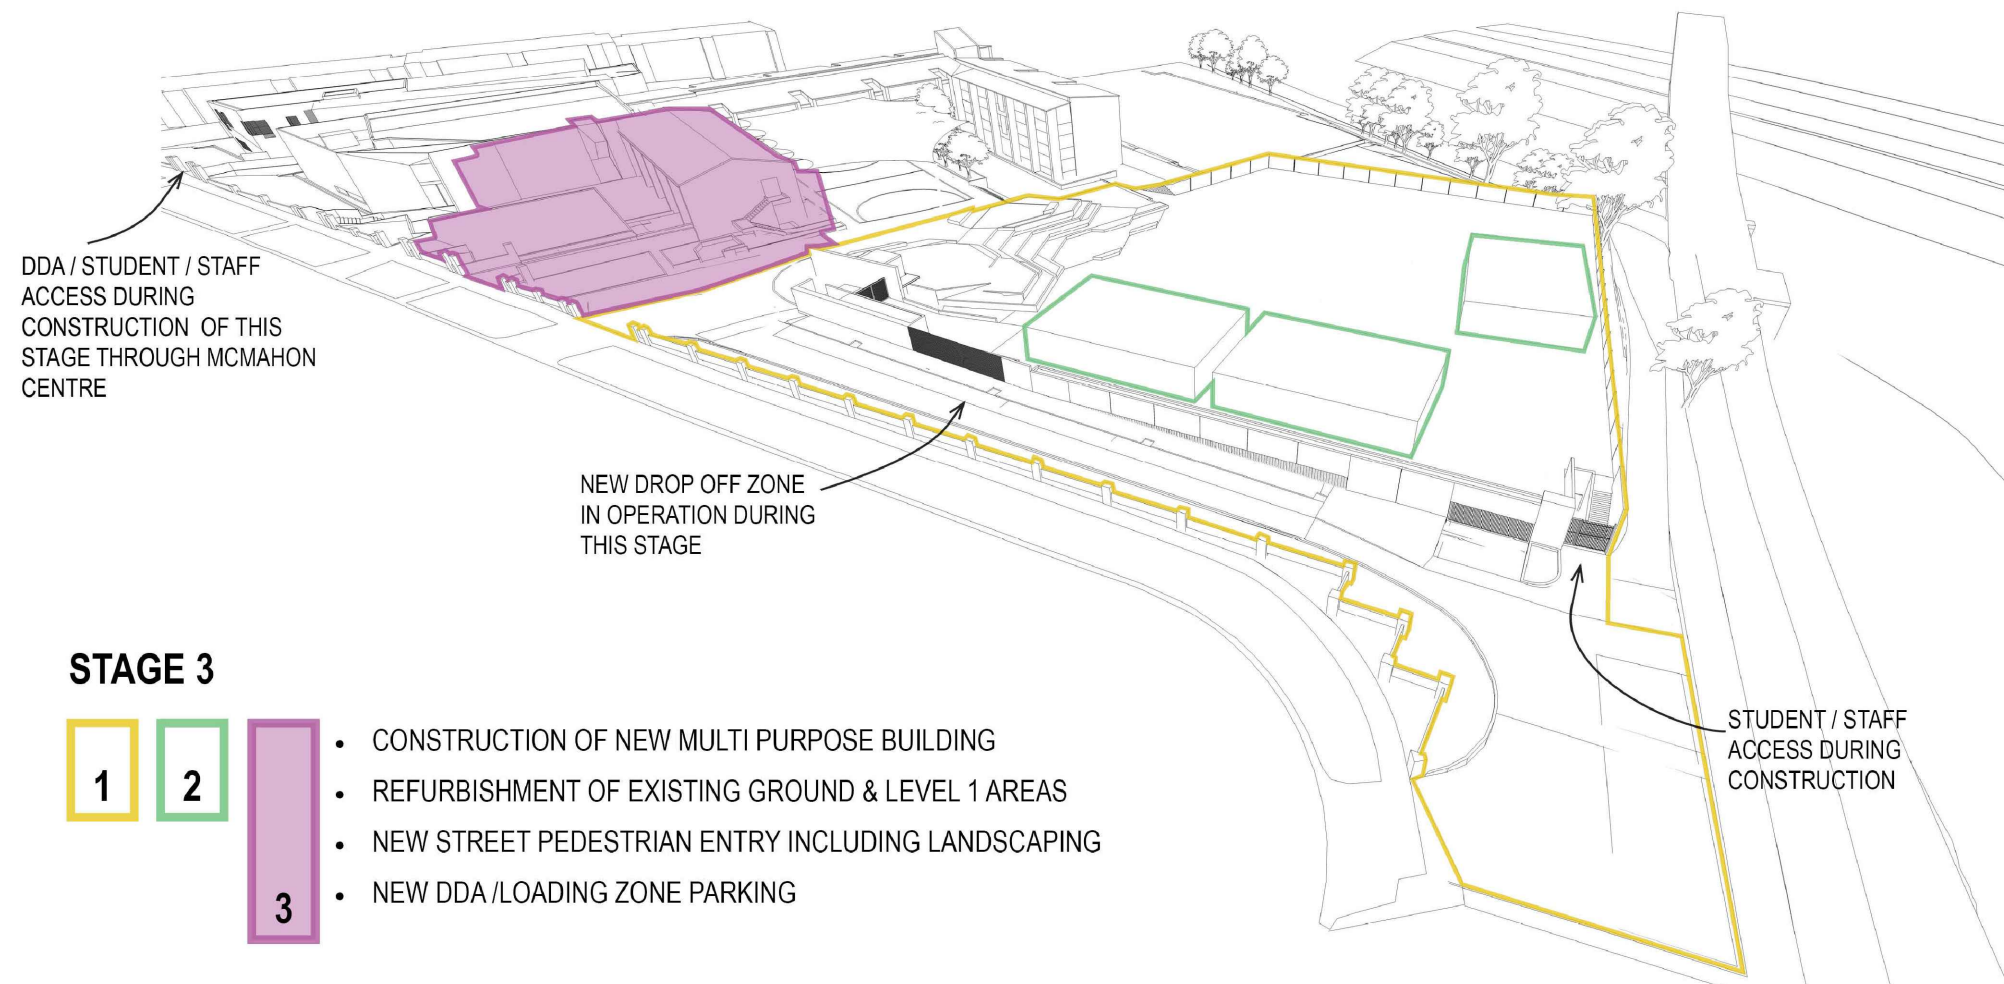 DDA / STUDENT / STAFF
ACCESS DURING
CONSTRUCTION OF THIS
STAGE THROUGH MCMAHON
CENTRE
NEW DROP OFF ZONE
IN OPERATION DURING
THIS STAGE
STUDENT / STAFF
ACCESS DURING
CONSTRUCTION
STAGE 3
1
2
3
• CONSTRUCTION OF NEW MULTI PURPOSE BUILDING
• REFURBISHMENT OF EXISTING GROUND & LEVEL 1 AREAS
• NEW STREET PEDESTRIAN ENTRY INCLUDING LANDSCAPING
• NEW DDA /LOADING ZONE PARKING